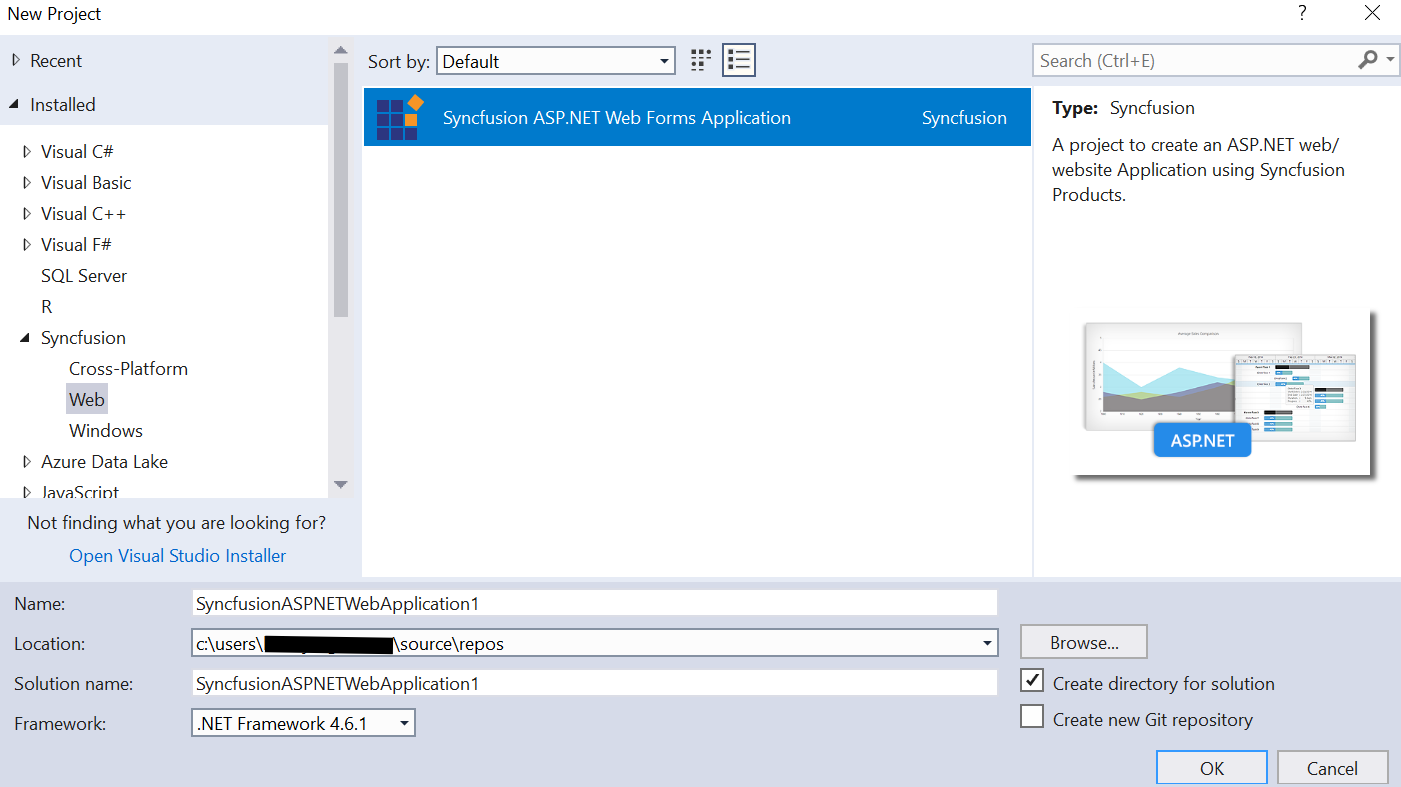 New Project
?
Recent
Installed
Visual C#
Visual Basic
Visual C++
Visual F#
SQL Server
R
Syncfusion
Cross-Platform
Web
Windows
Azure Data Lake
JavaScript
Not finding what you are looking for?
Open Visual Studio Installer
Sort by: Default
Syncfusion ASP.NET Web Forms Application Syncfusion
Search (Ctrl+E)
Type: Syncfusion
A project to create an ASP.NET web/
website Application using Syncfusion
Products.
ASP.NET
Name: SyncfusionASPNETWebApplication1
Location: c:\users\ \source\repos
Browse...
Solution name: SyncfusionASPNETWebApplication1
Create directory for solution
Framework: .NET Framework 4.6.1
Create new Git repository
OK
Cancel